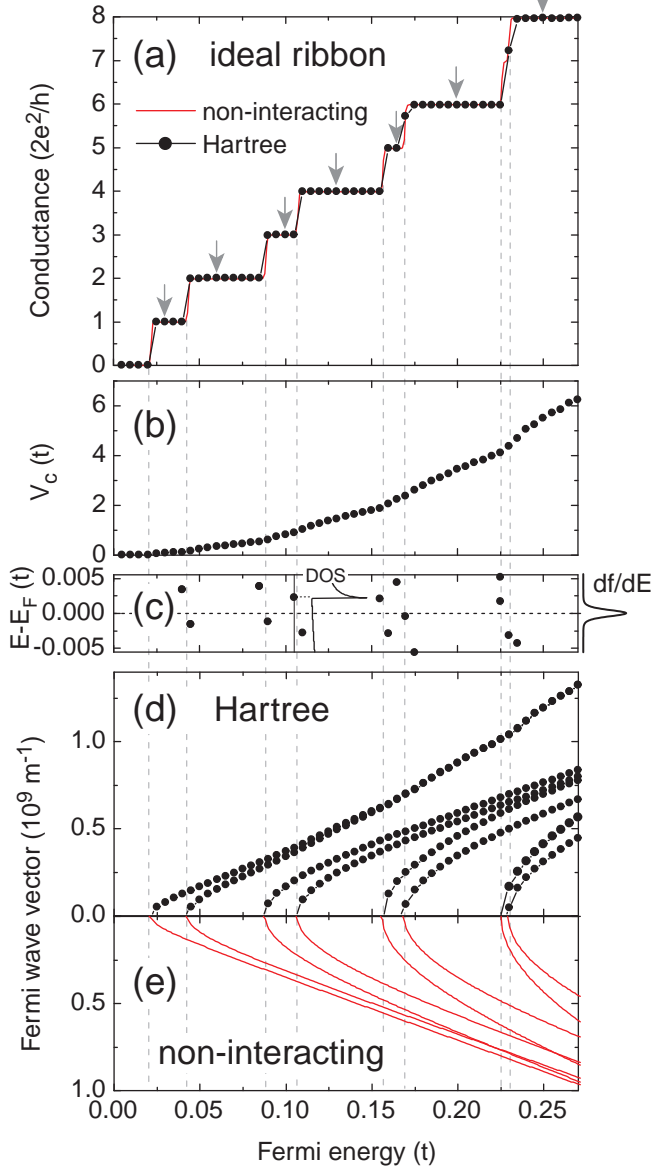 8
(a) ideal ribbon
7
non-interacting
6
Hartree
5
4
3
2
1
0
Conductance (2e²/h)
(b)
6
4
2
0
V_c (t)
(c)
DOS
df/dE
0.005
0.000
-0.005
E-E_F (t)
(d) Hartree
1.0
0.5
0.0
Fermi wave vector (10⁹ m⁻¹)
(e)
0.5
non-interacting
1.0
0.00 0.05 0.10 0.15 0.20 0.25
Fermi energy (t)